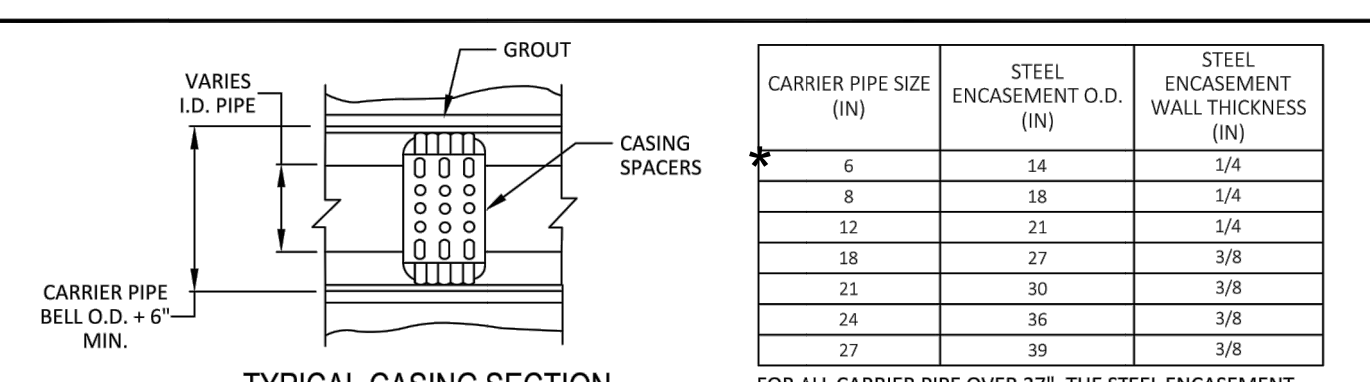 GROUT
VARIES
I.D. PIPE
CASING
SPACERS
CARRIER PIPE
BELL O.D. + 6"
MIN.
TYPICAL CASING SECTION
CARRIER PIPE SIZE
(IN)
STEEL
ENCASEMENT O.D.
(IN)
STEEL
ENCASEMENT
WALL THICKNESS
(IN)
* 6 14 1/4
8 18 1/4
12 21 1/4
18 27 3/8
21 30 3/8
24 36 3/8
27 39 3/8
FOR ALL CARRIER PIPE OVER 27", THE STEEL ENCASEMENT